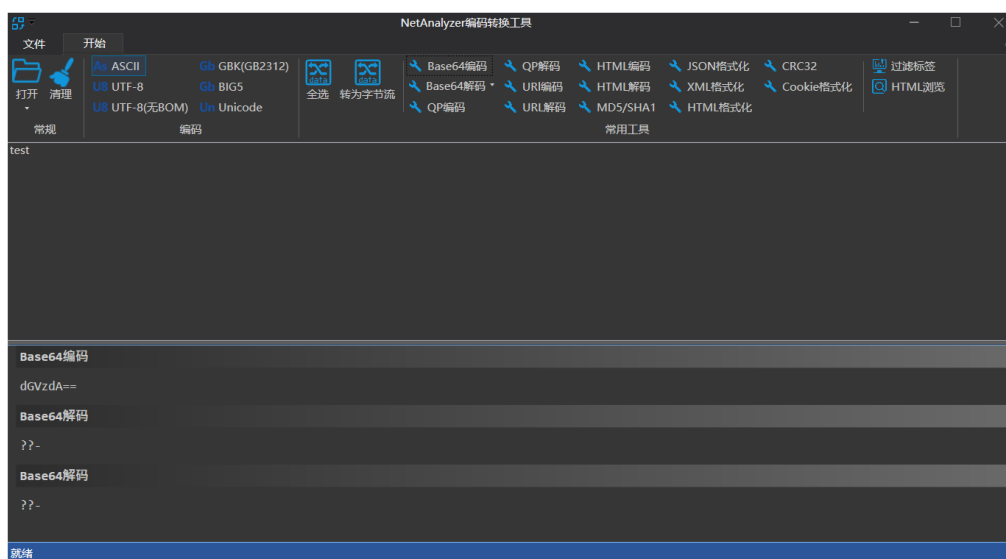 NetAnalyzer编码转换工具
文件 开始
As ASCII Gb GBK(GB2312) Base64编码 QP解码 HTML编码 JSON格式化 CRC32 过滤标签
打开 清理 U8 UTF-8 Gb BIG5 全选 转为字节流 Base64解码 URI编码 HTML解码 XML格式化 Cookie格式化 HTML浏览
U8 UTF-8(无BOM) Un Unicode QP编码 URL解码 MD5/SHA1 HTML格式化
常规 编码 常用工具
test
Base64编码
dGVzdA==
Base64解码
??-
Base64解码
??-
就绪